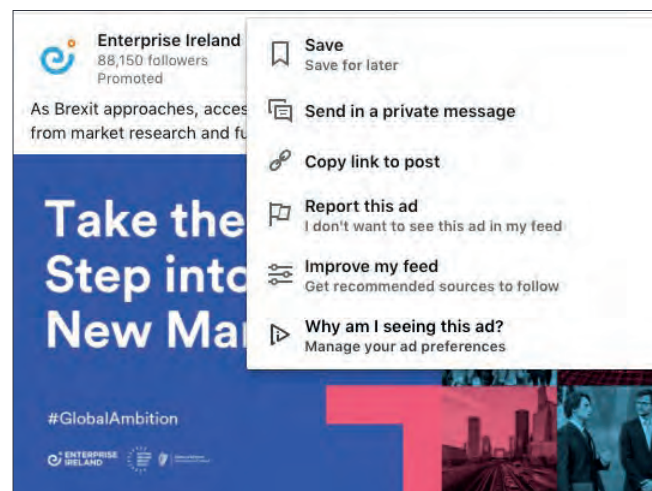 Enterprise Ireland
88,150 followers
Promoted
As Brexit approaches, acces
from market research and fu
Save
Save for later
Send in a private message
Copy link to post
Report this ad
I don't want to see this ad in my feed
Improve my feed
Get recommended sources to follow
Why am I seeing this ad?
Manage your ad preferences
Take the
Step into
New Mar
#GlobalAmbition
ENTERPRISE
IRELAND